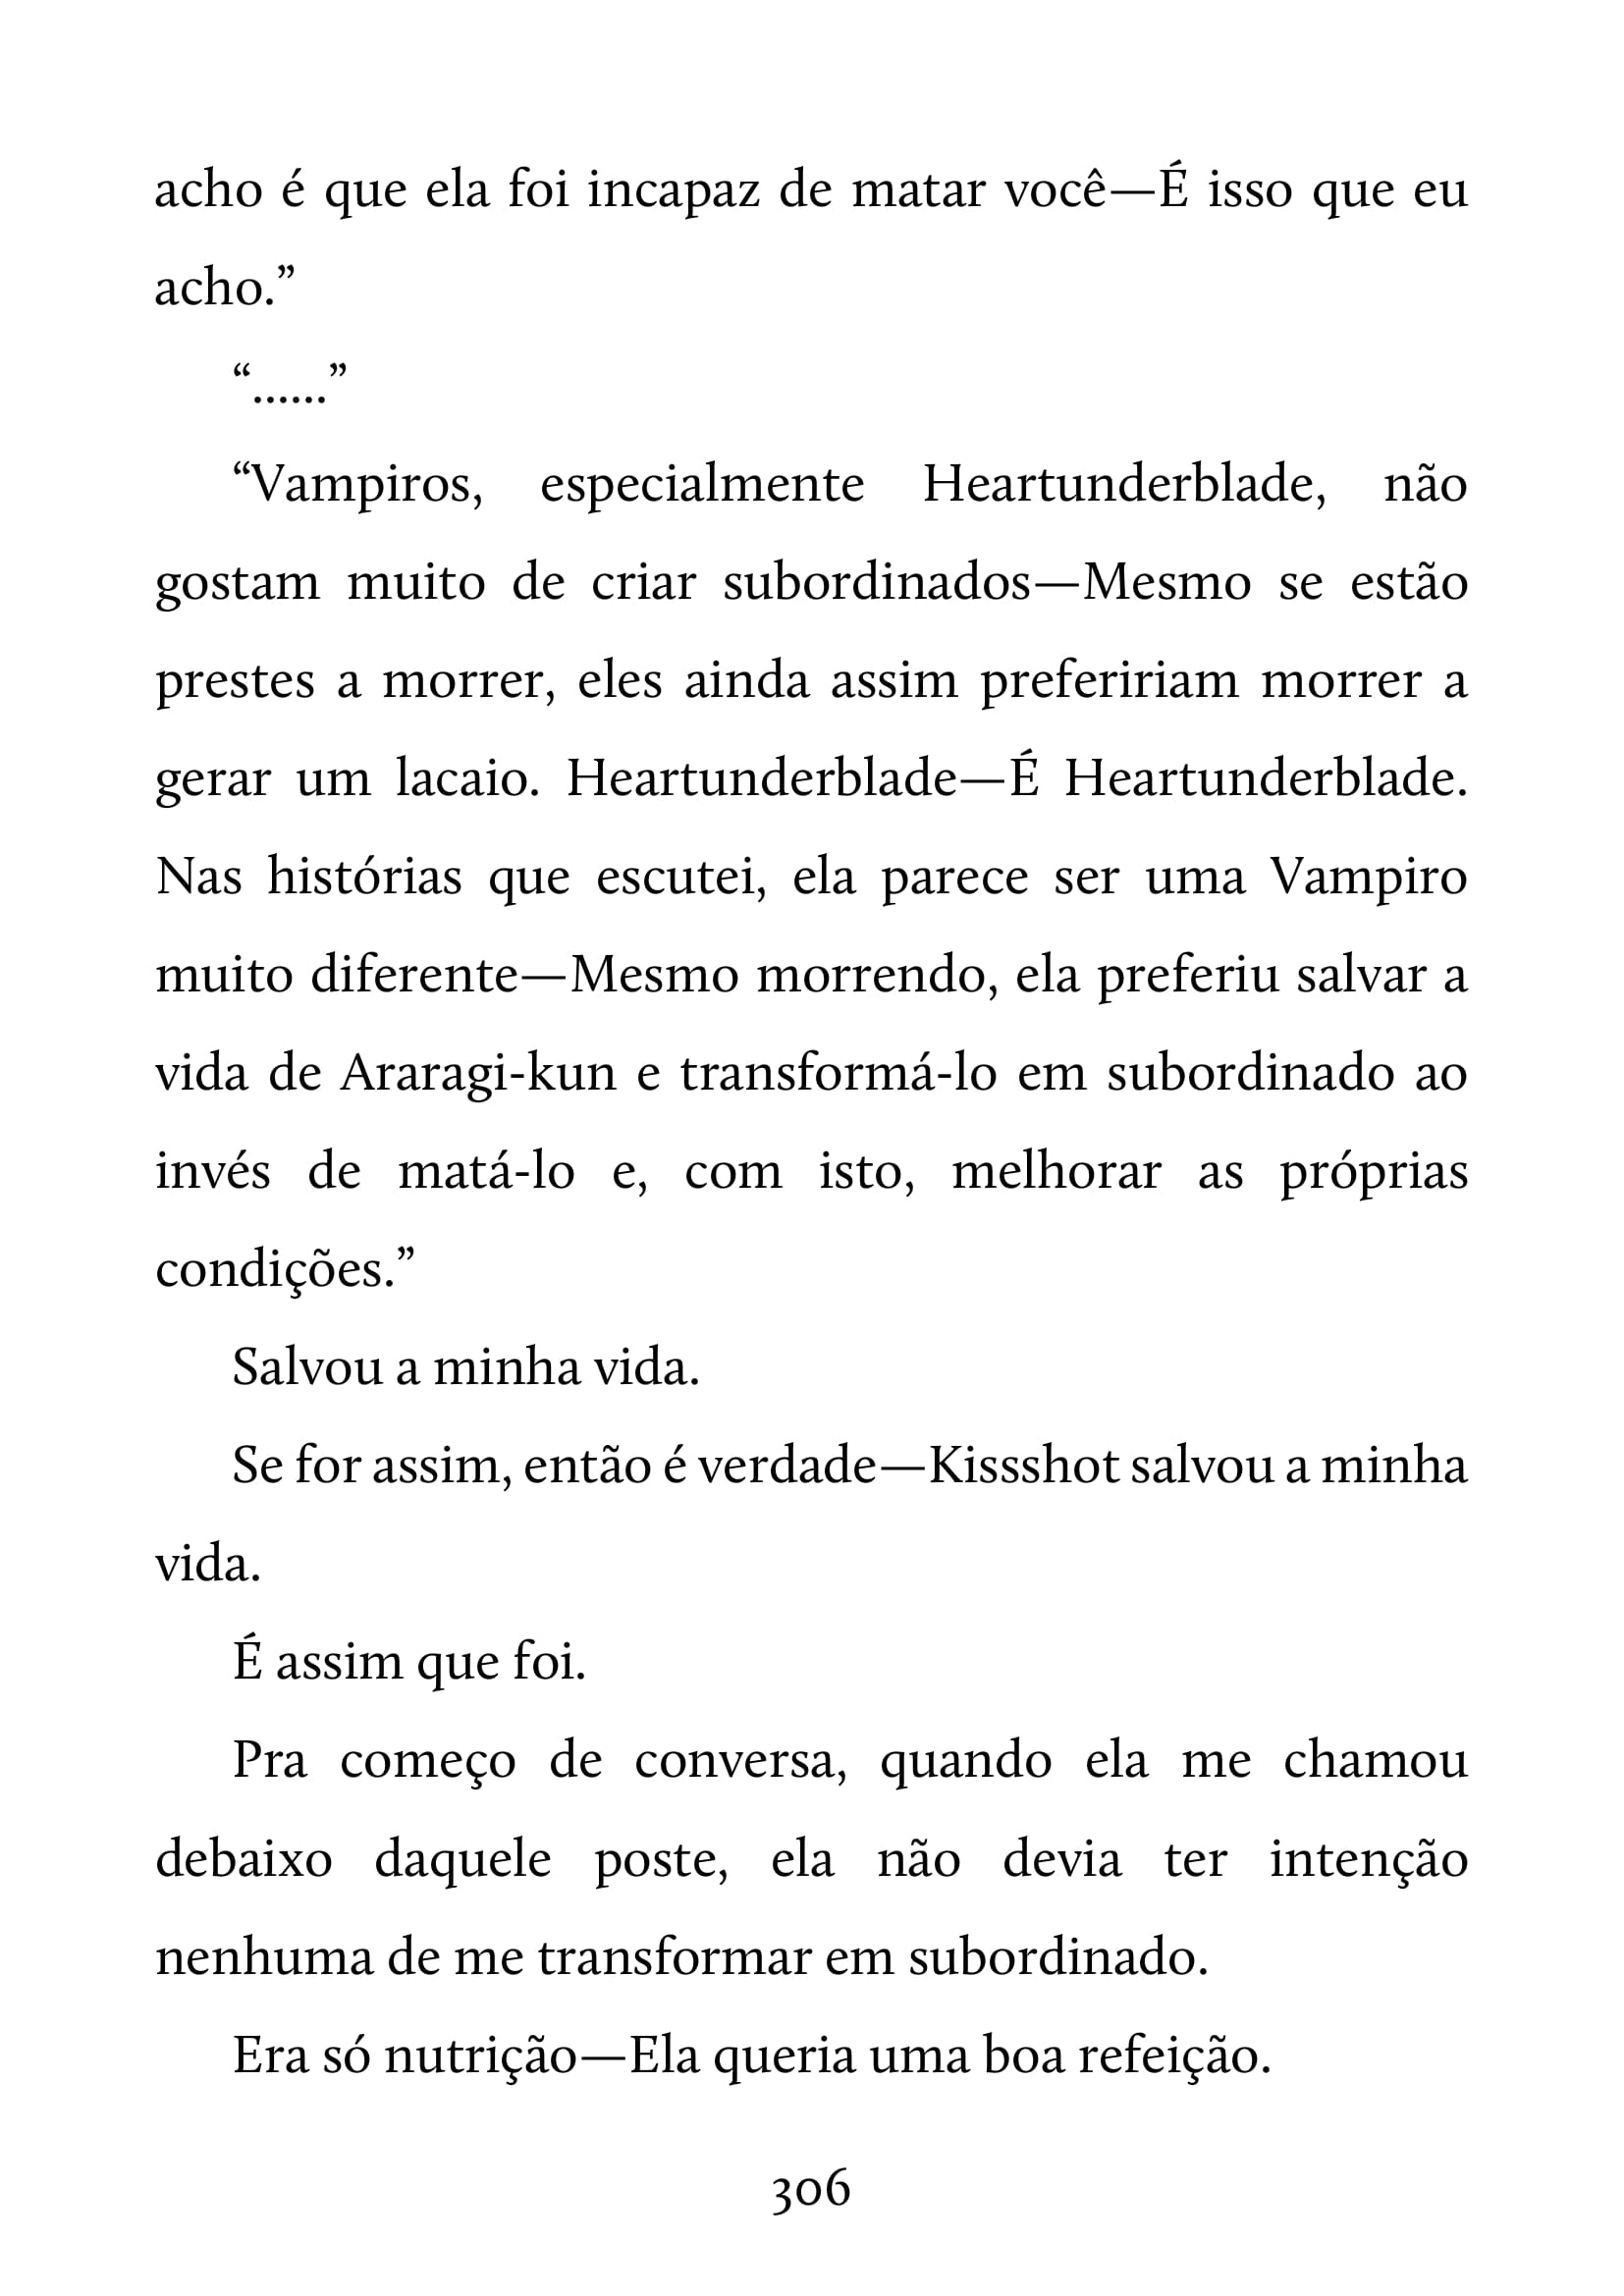 acho é que ela foi incapaz de matar você—É isso que eu
acho.”
“......”
“Vampiros, especialmente Heartunderblade, não
gostam muito de criar subordinados—Mesmo se estão
prestes a morrer, eles ainda assim prefeririam morrer a
gerar um lacaio. Heartunderblade—É Heartunderblade.
Nas histórias que escutei, ela parece ser uma Vampiro
muito diferente—Mesmo morrendo, ela preferiu salvar a
vida de Araragi-kun e transformá-lo em subordinado ao
invés de matá-lo e, com isto, melhorar as próprias
condições.”
Salvou a minha vida.
Se for assim, então é verdade—Kissshot salvou a minha
vida.
É assim que foi.
Pra começo de conversa, quando ela me chamou
debaixo daquele poste, ela não devia ter intenção
nenhuma de me transformar em subordinado.
Era só nutrição—Ela queria uma boa refeição.
306